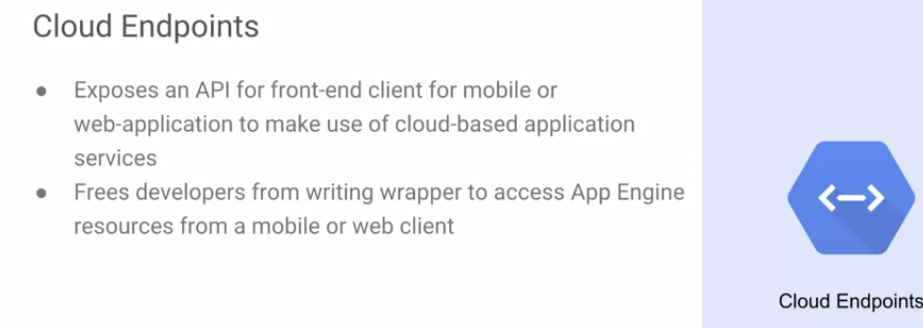 Cloud Endpoints
● Exposes an API for front-end client for mobile or
web-application to make use of cloud-based application
services
● Frees developers from writing wrapper to access App Engine
resources from a mobile or web client
Cloud Endpoints